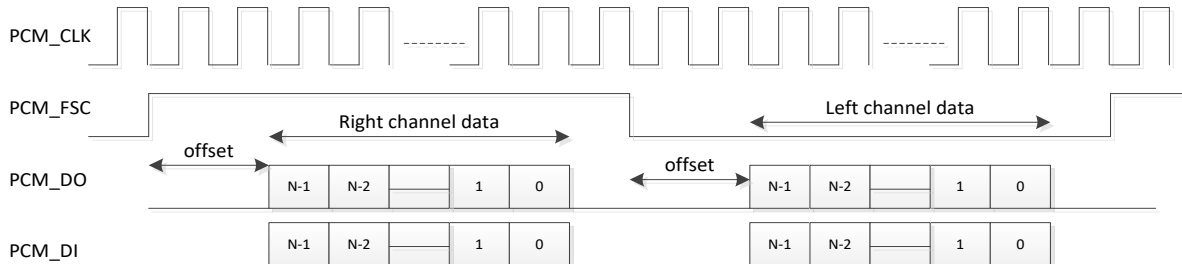 PCM_CLK
PCM_FSC
Right channel data
Left channel data
offset
offset
PCM_DO
N-1 N-2 1 0
N-1 N-2 1 0
PCM_DI
N-1 N-2 1 0
N-1 N-2 1 0